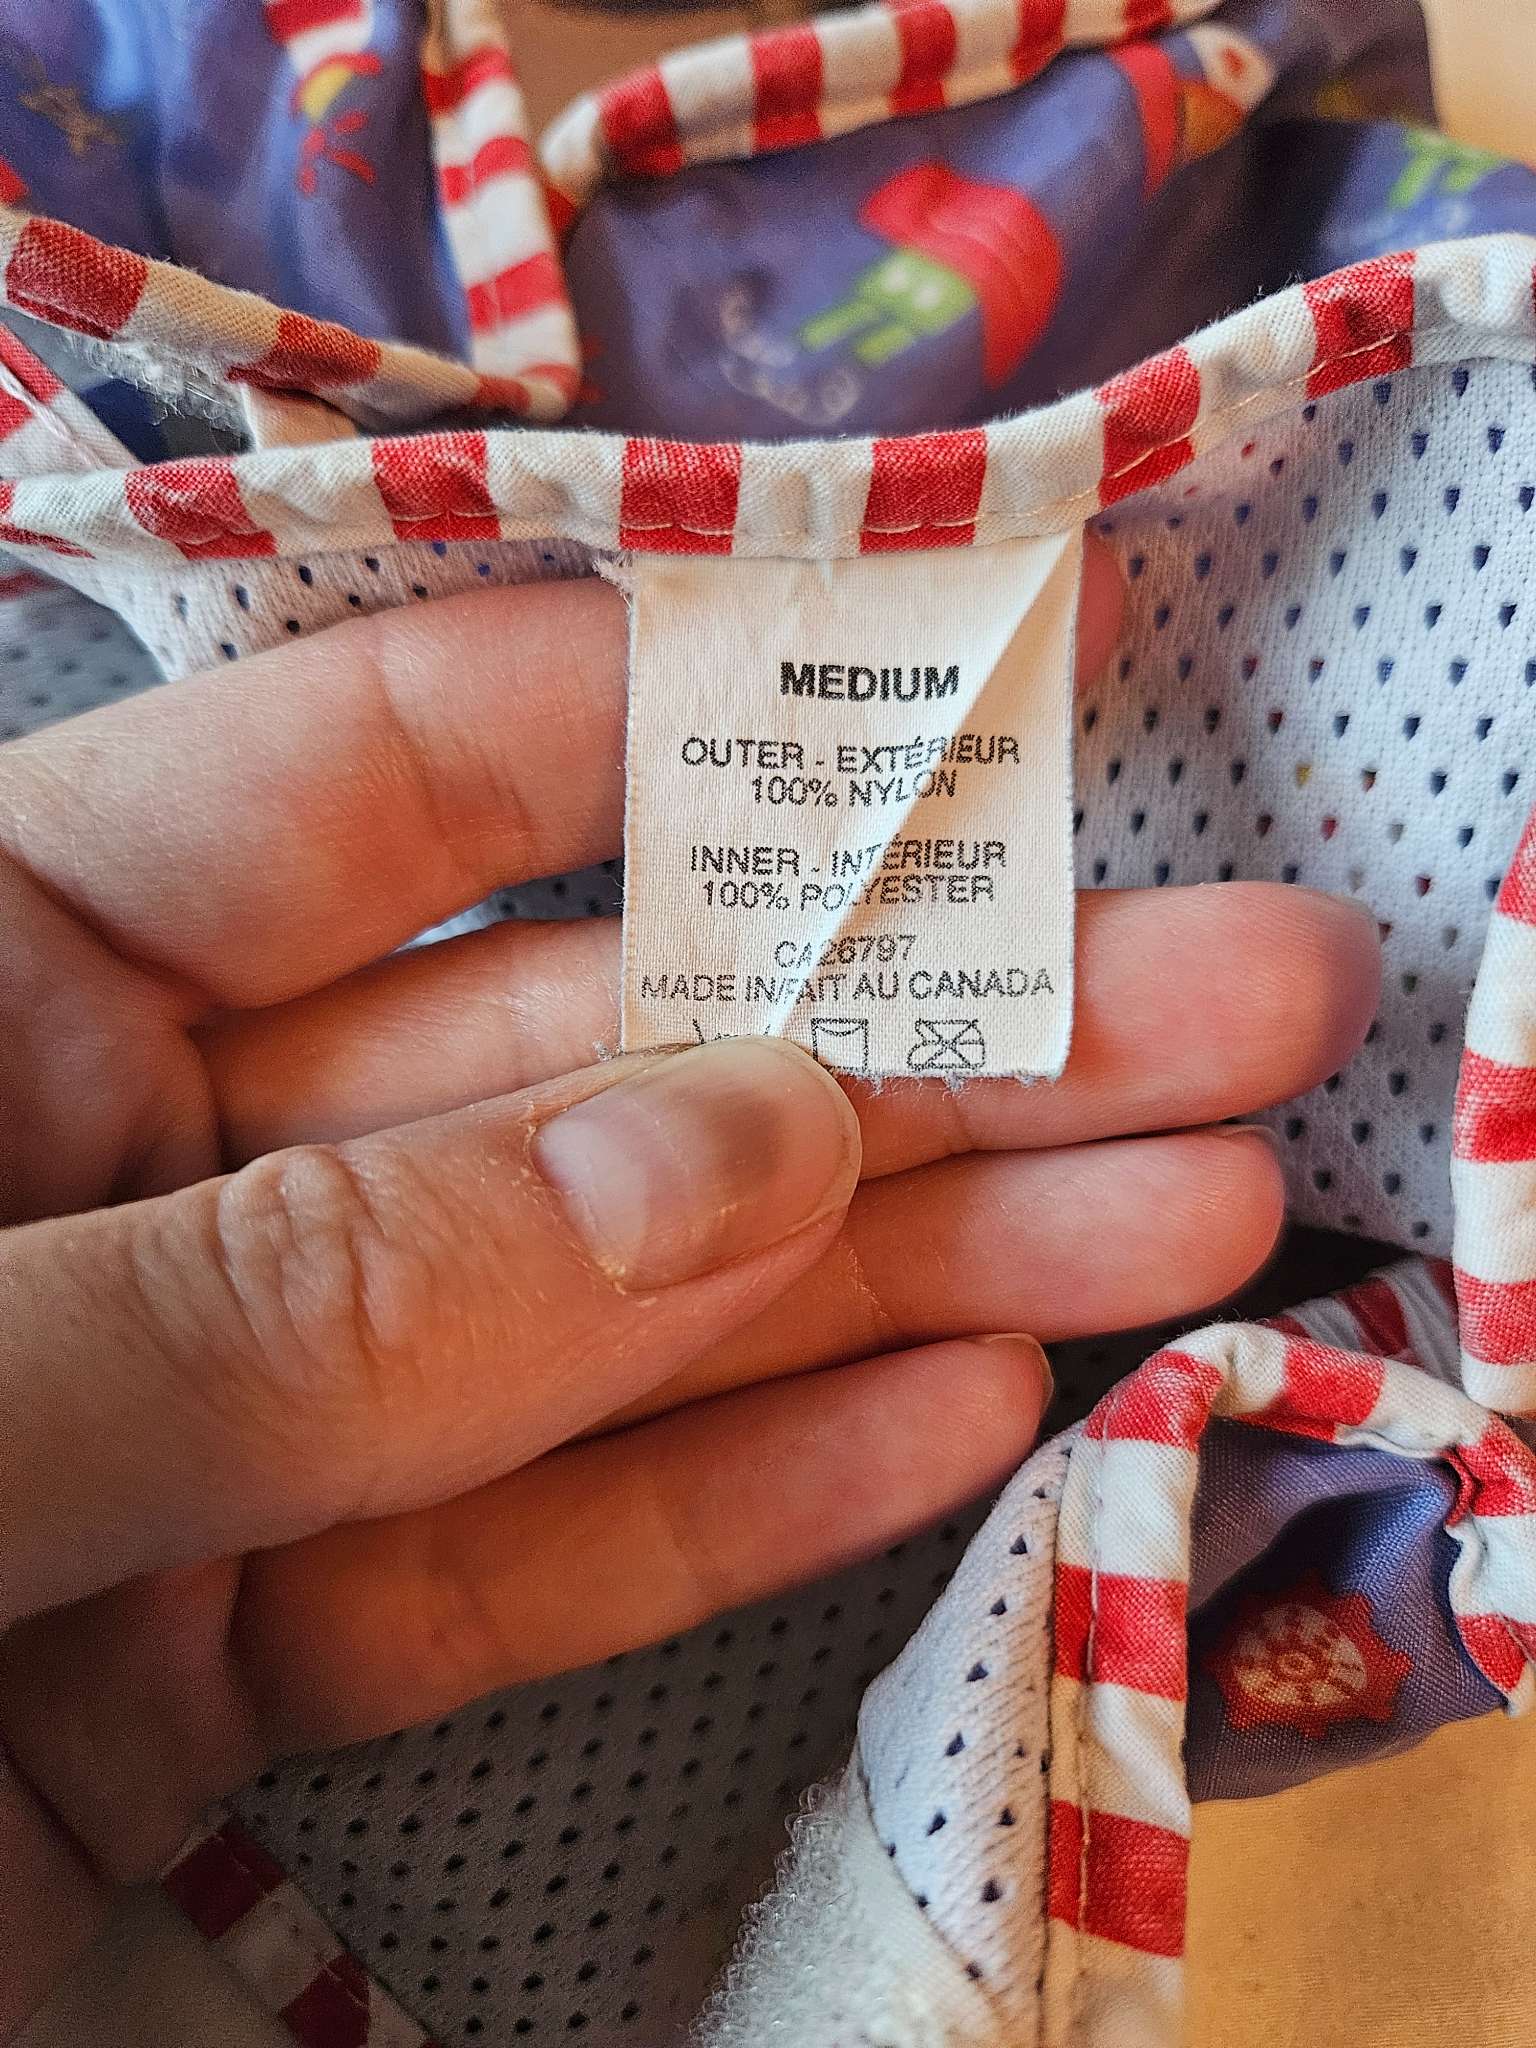 MEDIUM
OUTER - EXTÉRIEUR
100% NYLON
INNER - INTÉRIEUR
100% POLYESTER
CA26797
MADE IN/FAIT AU CANADA